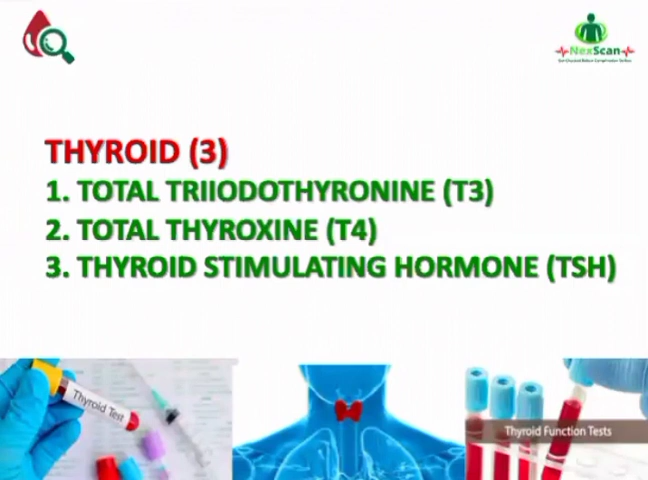 NexScan
THYROID (3)
1. TOTAL TRIIODOTHYRONINE (T3)
2. TOTAL THYROXINE (T4)
3. THYROID STIMULATING HORMONE (TSH)
Thyroid Test
Thyroid Function Tests